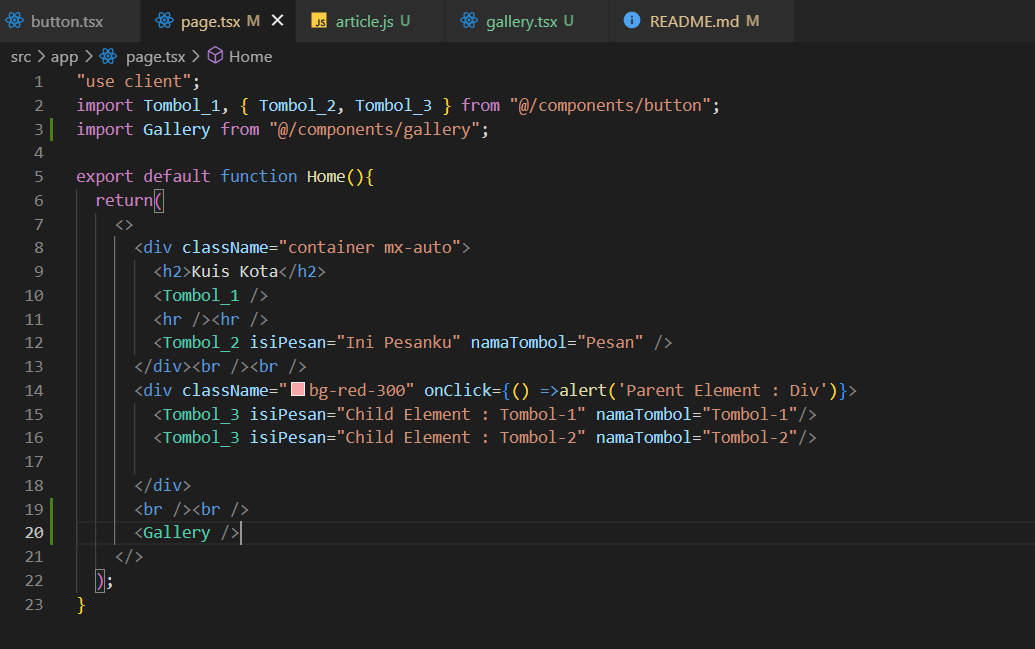 button.tsx page.tsx M × JS article.js U gallery.tsx U README.md M
src > app > page.tsx > Home
1 "use client";
2 import Tombol_1, { Tombol_2, Tombol_3 } from "@/components/button";
3 import Gallery from "@/components/gallery";
4
5 export default function Home(){
6 return(
7 <>
8 <div className="container mx-auto">
9 <h2>Kuis Kota</h2>
10 <Tombol_1 />
11 <hr /><hr />
12 <Tombol_2 isiPesan="Ini Pesanku" namaTombol="Pesan" />
13 </div><br /><br />
14 <div className="bg-red-300" onClick={() =>alert('Parent Element : Div')}>
15 <Tombol_3 isiPesan="Child Element : Tombol-1" namaTombol="Tombol-1"/>
16 <Tombol_3 isiPesan="Child Element : Tombol-2" namaTombol="Tombol-2"/>
17
18 </div>
19 <br /><br />
20 <Gallery />
21 </>
22 );
23 }